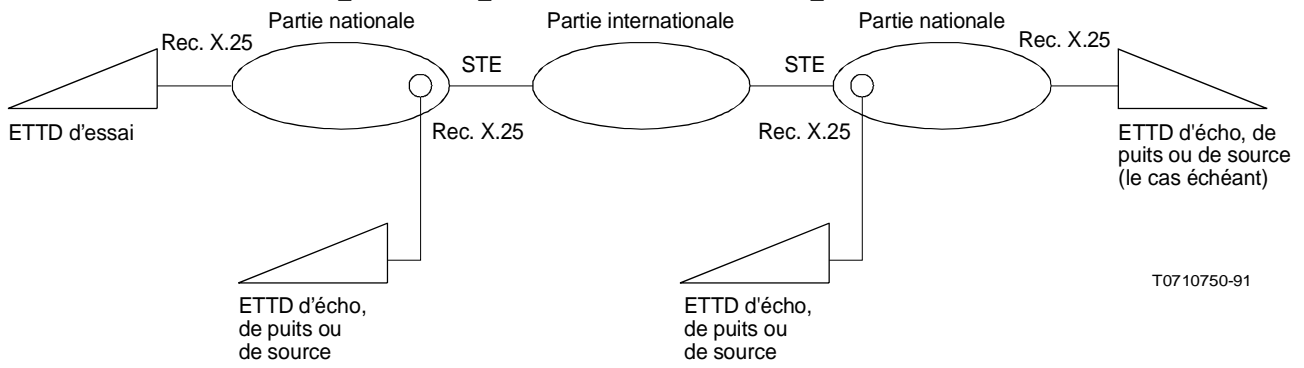 Partie nationale
Partie internationale
Partie nationale
Rec. X.25
STE
STE
Rec. X.25
ETTD d'essai
Rec. X.25
Rec. X.25
ETTD d'écho, de
puits ou de source
(le cas échéant)
ETTD d'écho,
de puits ou
de source
ETTD d'écho,
de puits ou
de source
T0710750-91